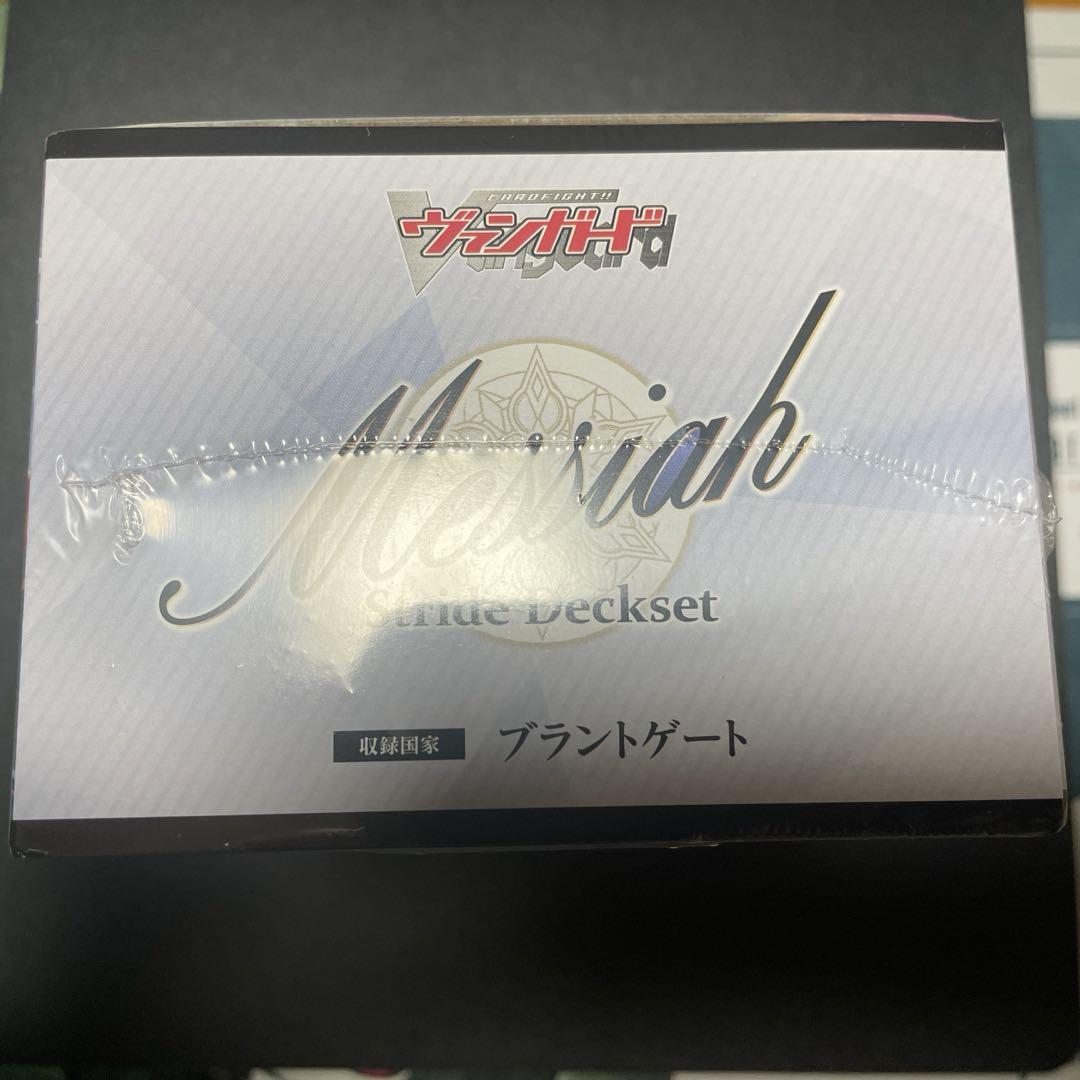 CARDFIGHT!!
ヴァンガード
Vanguard
Messiah
Stride Deckset
収録国家 ブラントゲート